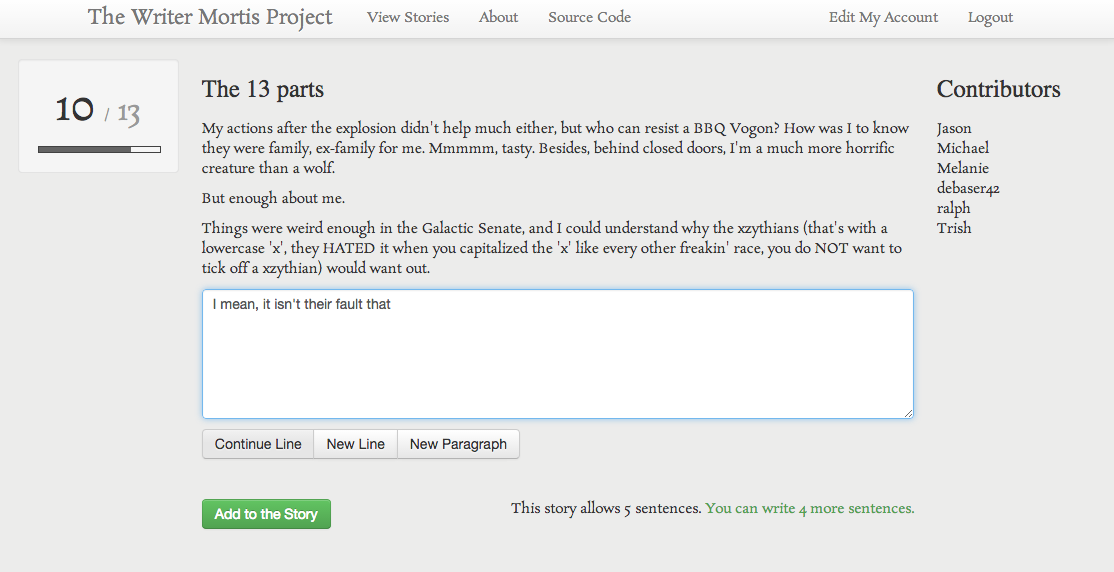 The Writer Mortis Project View Stories About Source Code Edit My Account Logout
10 / 13
The 13 parts
My actions after the explosion didn't help much either, but who can resist a BBQ Vogon? How was I to know
they were family, ex-family for me. Mmmmm, tasty. Besides, behind closed doors, I'm a much more horrific
creature than a wolf.
But enough about me.
Things were weird enough in the Galactic Senate, and I could understand why the xzythians (that's with a
lowercase 'x', they HATED it when you capitalized the 'x' like every other freakin' race, you do NOT want to
tick off a xzythian) would want out.
I mean, it isn't their fault that
Continue Line New Line New Paragraph
Add to the Story
This story allows 5 sentences. You can write 4 more sentences.
Contributors
Jason
Michael
Melanie
debaser42
ralph
Trish